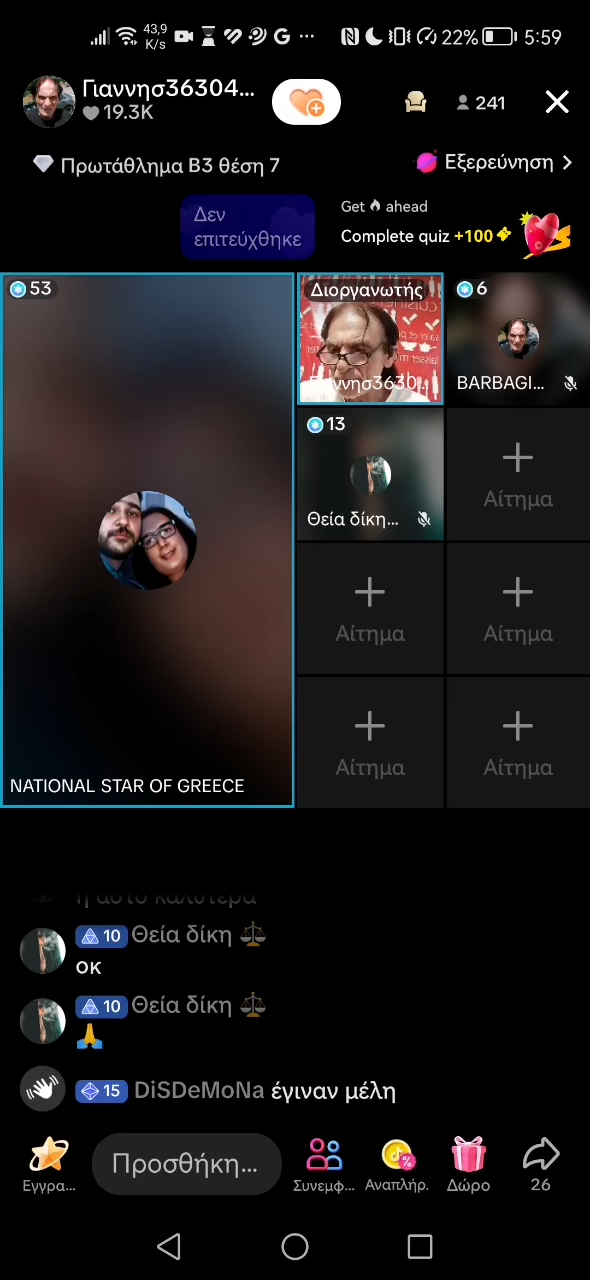 43,9
K/s
22%
5:59
Γιαννησ36304...
19.3K
241
Πρωτάθλημα B3 θέση 7
Εξερεύνηση
Δεν
επιτεύχθηκε
Get ahead
Complete quiz +100
53
Διοργανωτής
6
BARBAGI...
13
Θεία δίκη...
Αίτημα
Αίτημα
Αίτημα
Αίτημα
Αίτημα
NATIONAL STAR OF GREECE
10 Θεία δίκη
οκ
10 Θεία δίκη
15 DiSDeMoNa έγιναν μέλη
Εγγρα...
Προσθήκη...
Συνεμφ...
Αναπλήρ.
Δώρο
26